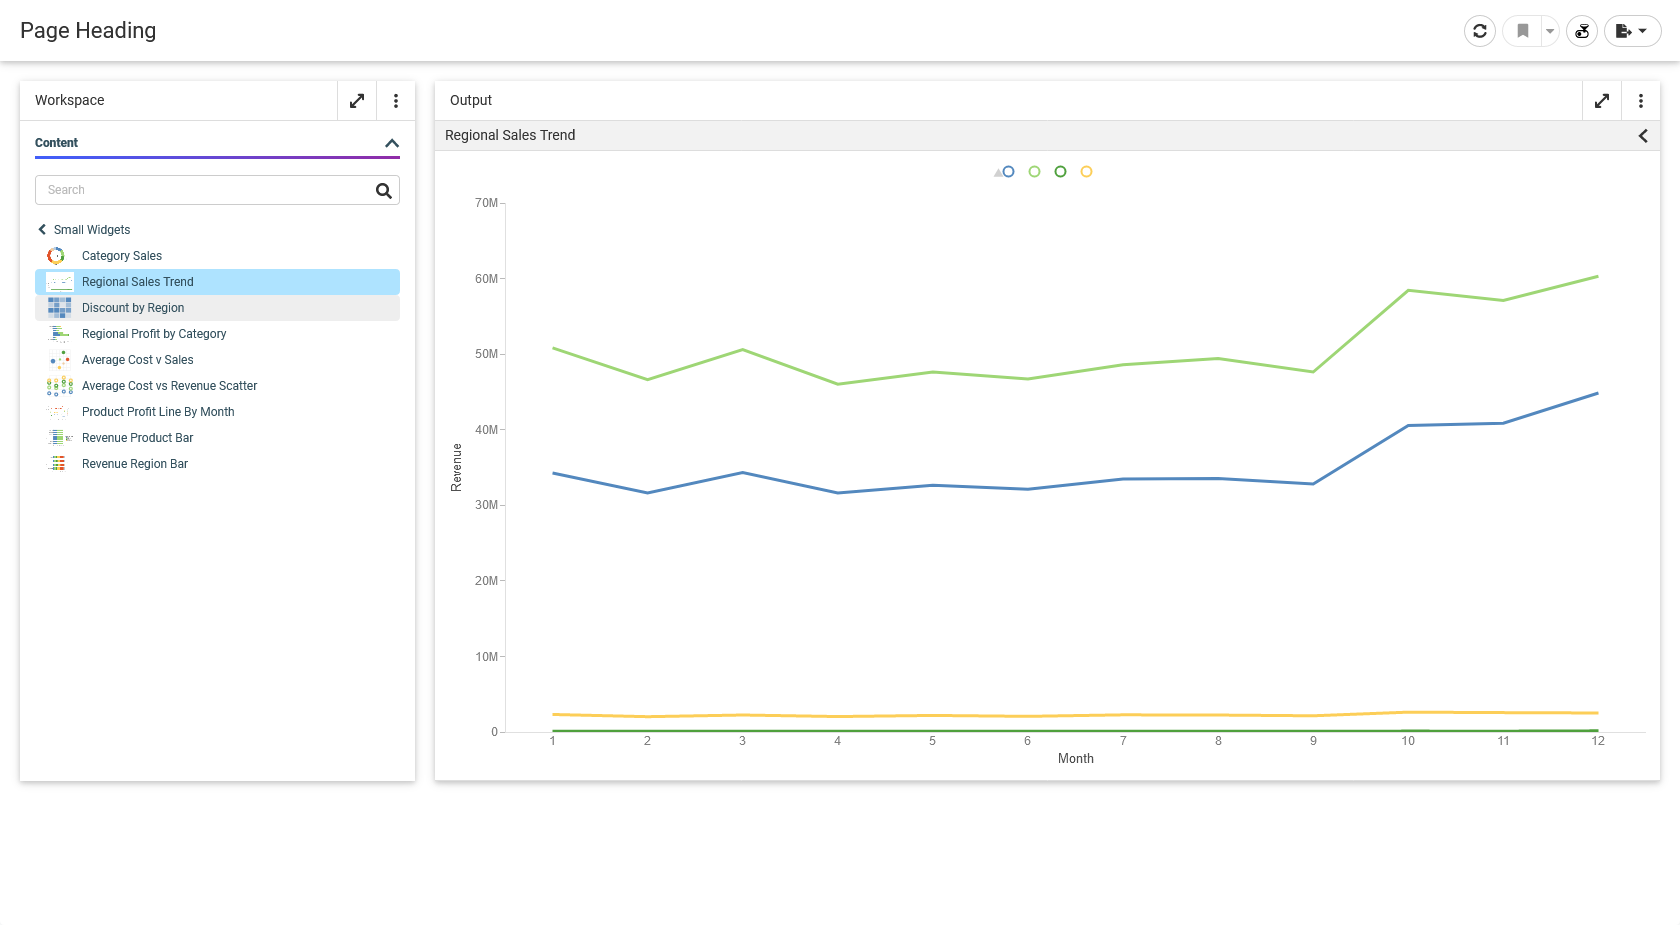 Page Heading
Workspace
Content
Search
Small Widgets
Category Sales
Regional Sales Trend
Discount by Region
Regional Profit by Category
Average Cost v Sales
Average Cost vs Revenue Scatter
Product Profit Line By Month
Revenue Product Bar
Revenue Region Bar
Output
Regional Sales Trend
70M
60M
50M
40M
30M
20M
10M
0
Revenue
1 2 3 4 5 6 7 8 9 10 11 12
Month